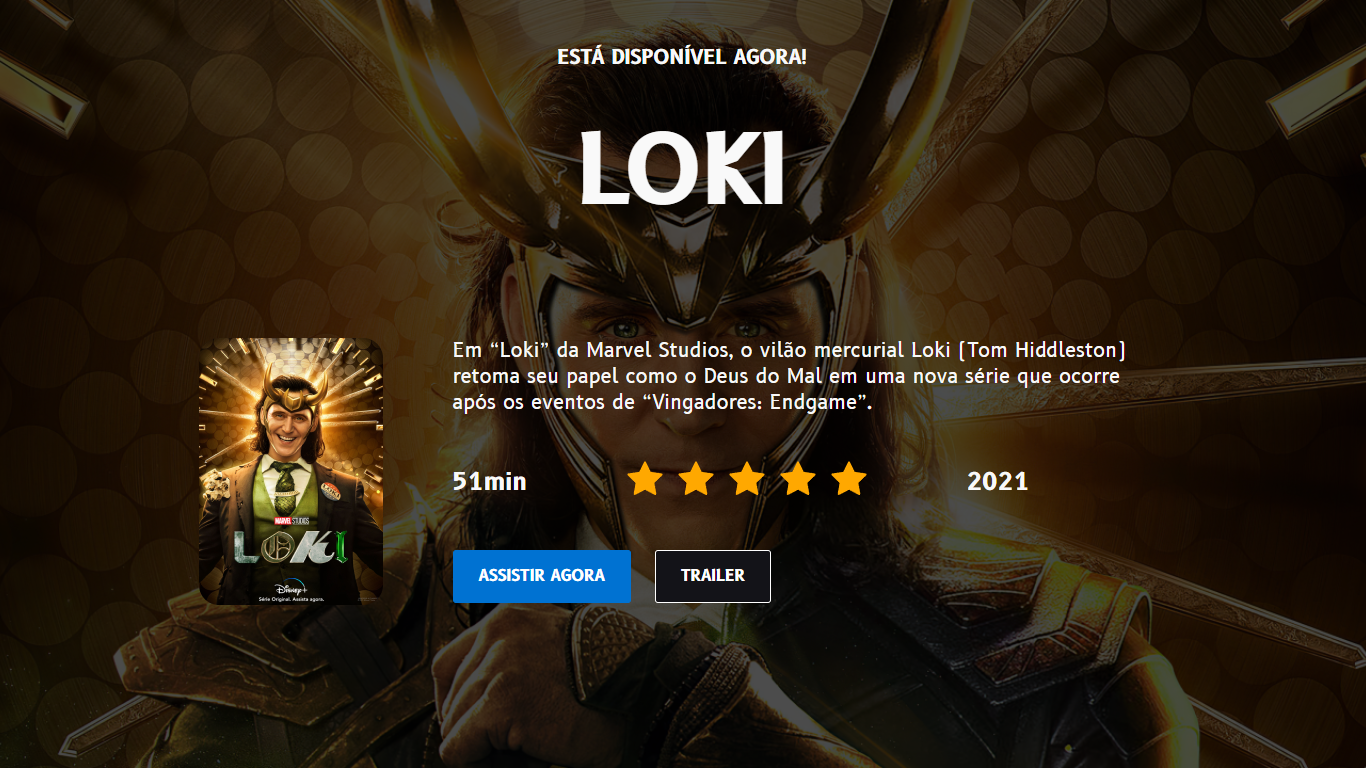 ESTÁ DISPONÍVEL AGORA!
LOKI
Em “Loki” da Marvel Studios, o vilão mercurial Loki (Tom Hiddleston)
retoma seu papel como o Deus do Mal em uma nova série que ocorre
após os eventos de “Vingadores: Endgame”.
51min
2021
ASSISTIR AGORA
TRAILER
MARVEL STUDIOS
LOKI
Disney+
Série Original. Assista agora.